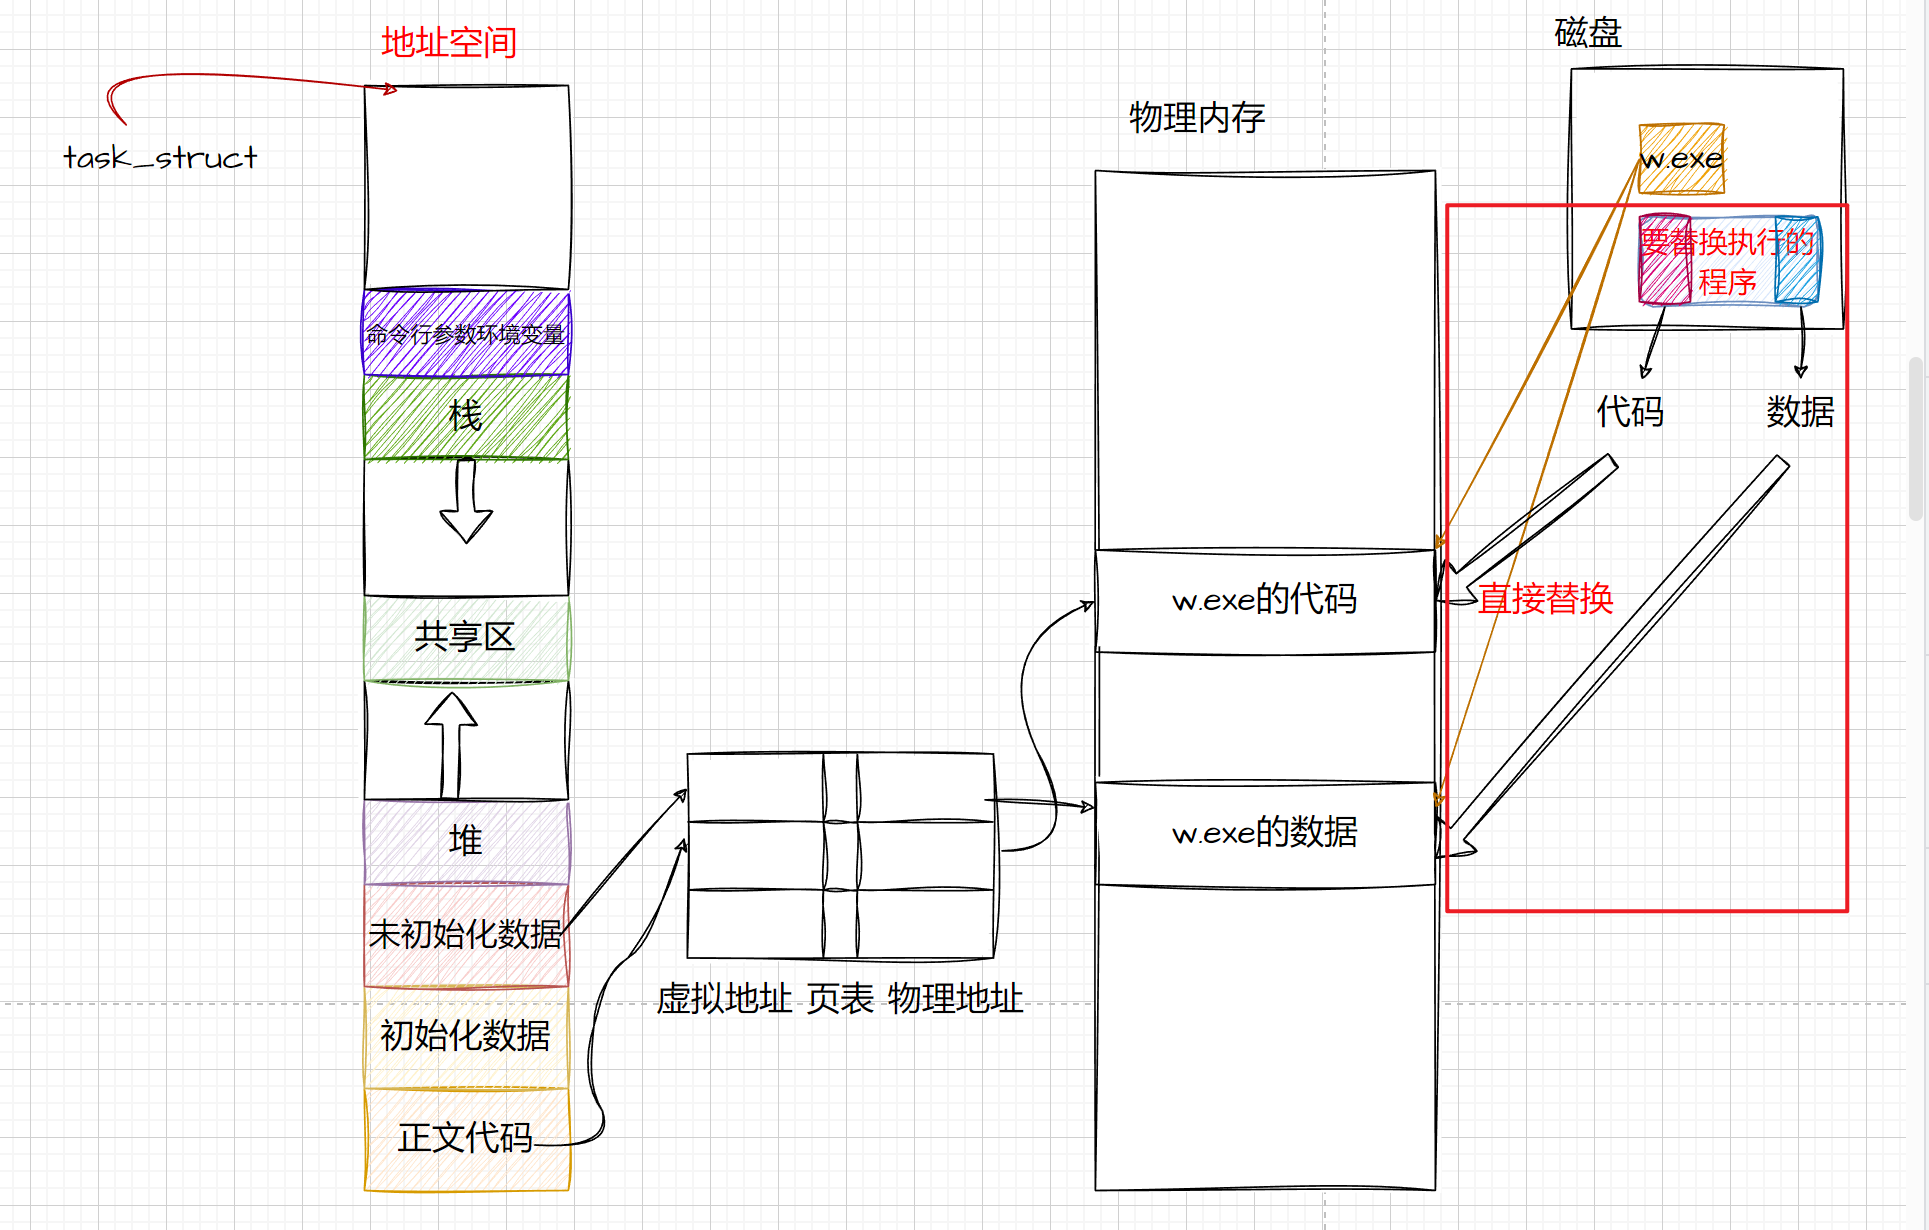 地址空间
task_struct
命令行参数环境变量
栈
共享区
堆
未初始化数据
初始化数据
正文代码
虚拟地址 页表 物理地址
物理内存
w.exe的代码
w.exe的数据
磁盘
w.exe
要替换执行的
程序
代码 数据
直接替换